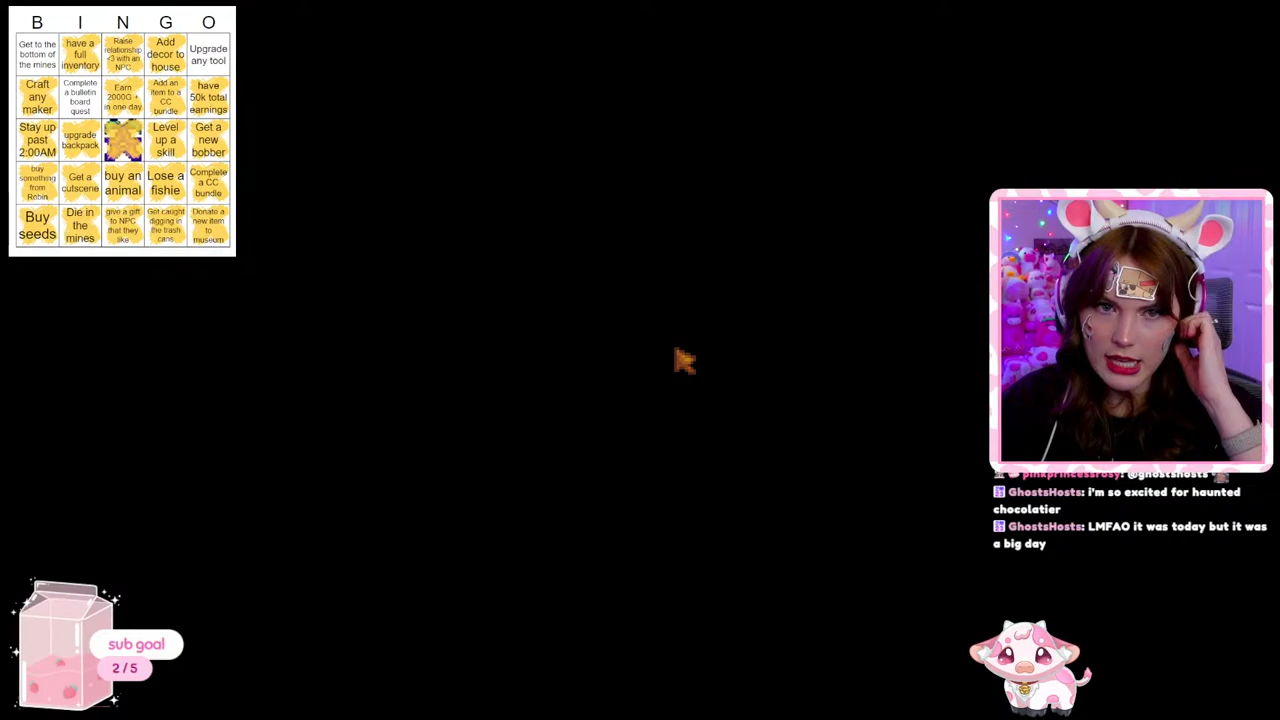 B I N G O
Get to the
bottom of
the mines
have a
full
inventory
Raise
relationship
<3 with an
NPC
Add
decor to
house
Upgrade
any tool
Craft
any
maker
Complete
a bulletin
board
quest
Earn
2000G +
in one day
Add an
item to a
CC
bundle
have
50k total
earnings
Stay up
past
2:00AM
upgrade
backpack
Level
up a
skill
Get a
new
bobber
buy
something
from
Robin
Get a
cutscene
buy an
animal
Lose a
fishie
Complete
a CC
bundle
Buy
seeds
Die in
the
mines
give a gift
to NPC
that they
like
Get caught
digging in
the trash
cans
Donate a
new item
to
museum
pinkprincessrosy: @ghostshosts
GhostsHosts: i'm so excited for haunted
chocolatier
GhostsHosts: LMFAO it was today but it was
a big day
sub goal
2 / 5